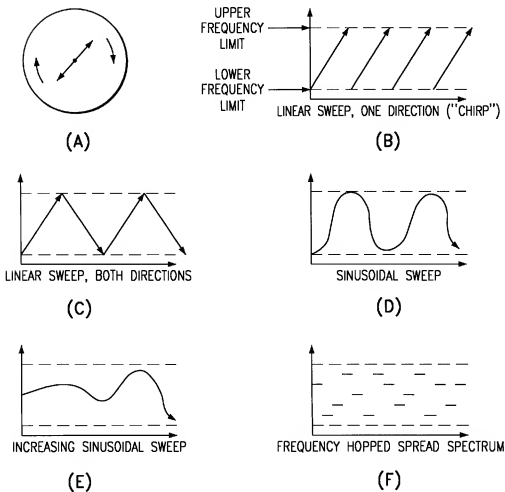 (A)
UPPER
FREQUENCY
LIMIT
LOWER
FREQUENCY
LIMIT
LINEAR SWEEP, ONE DIRECTION ("CHIRP")
(B)
LINEAR SWEEP, BOTH DIRECTIONS
(C)
SINUSOIDAL SWEEP
(D)
INCREASING SINUSOIDAL SWEEP
(E)
FREQUENCY HOPPED SPREAD SPECTRUM
(F)